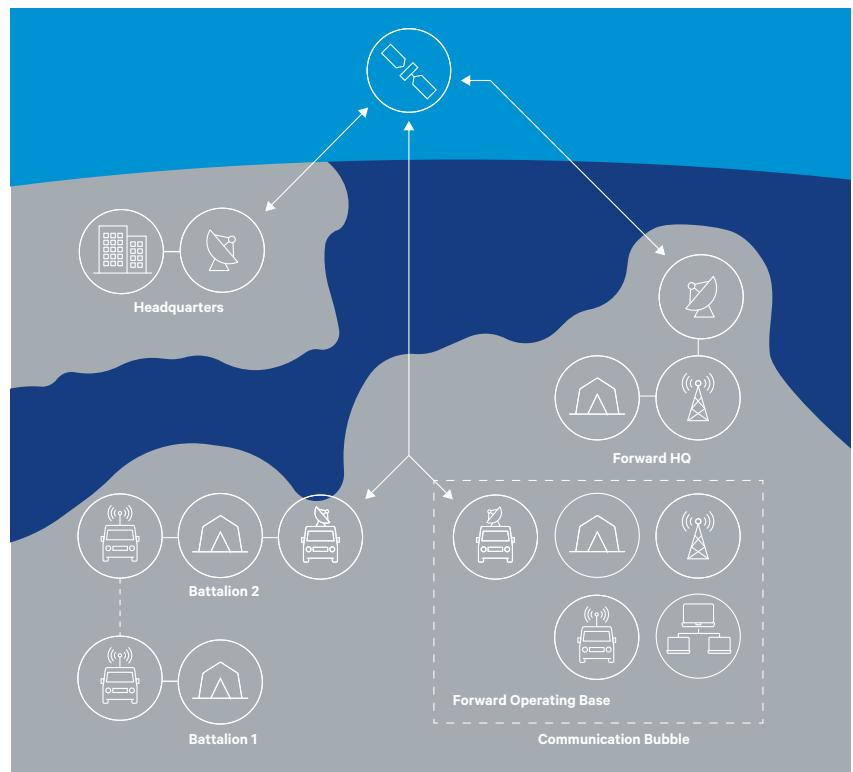 Headquarters
Forward HQ
Battalion 2
Forward Operating Base
Battalion 1
Communication Bubble